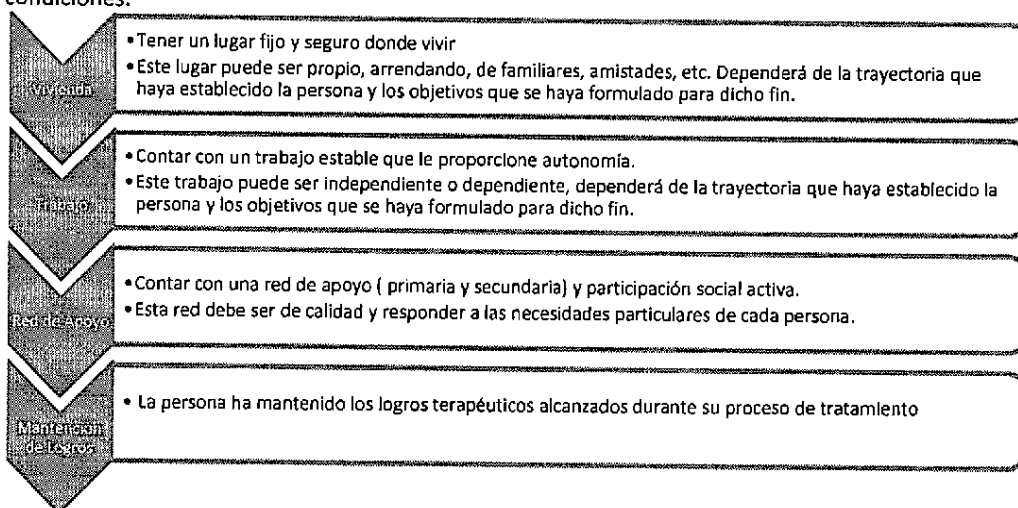 condiciones:
Vivienda
•Tener un lugar fijo y seguro donde vivir
•Este lugar puede ser propio, arrendando, de familiares, amistades, etc. Dependerá de la trayectoria que
haya establecido la persona y los objetivos que se haya formulado para dicho fin.
Trabajo
•Contar con un trabajo estable que le proporcione autonomía.
•Este trabajo puede ser independiente o dependiente, dependerá de la trayectoria que haya establecido la
persona y los objetivos que se haya formulado para dicho fin.
Red de Apoyo
•Contar con una red de apoyo ( primaria y secundaria) y participación social activa.
•Esta red debe ser de calidad y responder a las necesidades particulares de cada persona.
Mantención
de Logros
• La persona ha mantenido los logros terapéuticos alcanzados durante su proceso de tratamiento